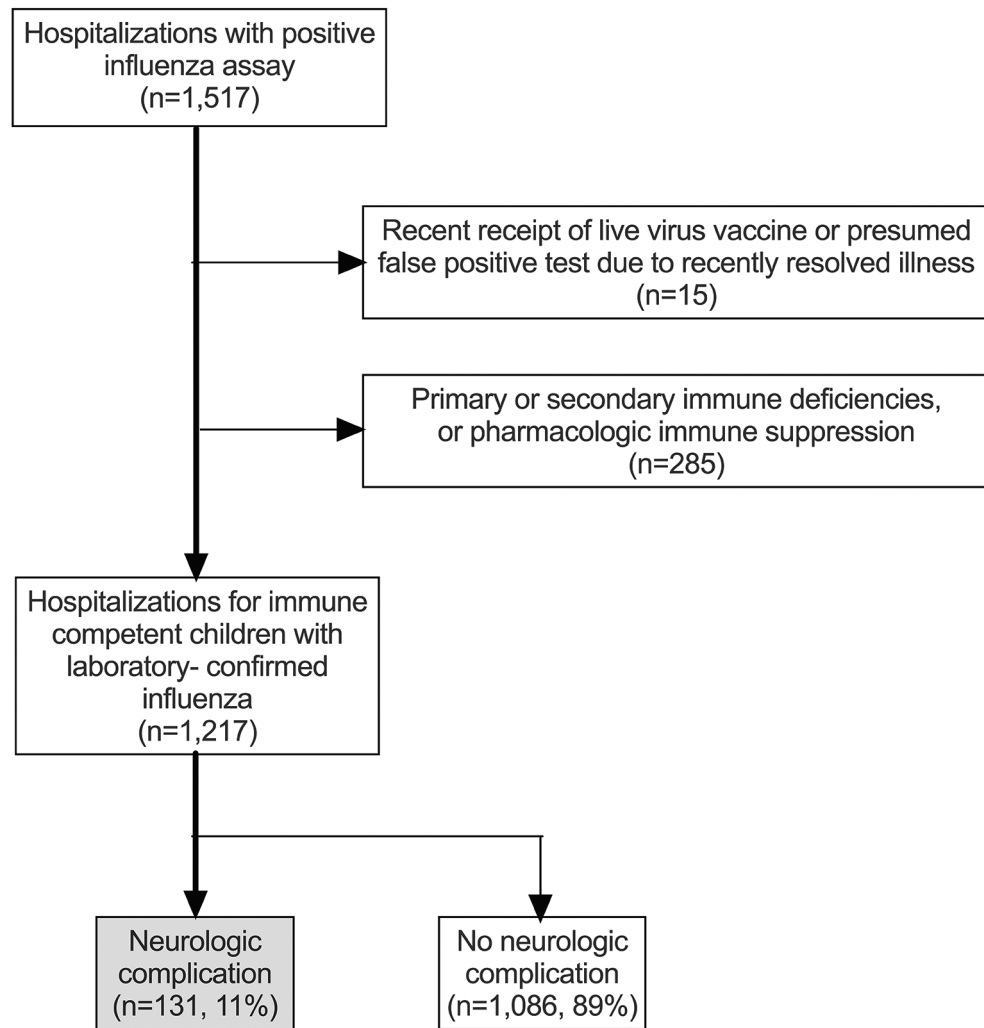 Hospitalizations with positive
influenza assay
(n=1,517)
Recent receipt of live virus vaccine or presumed
false positive test due to recently resolved illness
(n=15)
Primary or secondary immune deficiencies,
or pharmacologic immune suppression
(n=285)
Hospitalizations for immune
competent children with
laboratory- confirmed
influenza
(n=1,217)
Neurologic
complication
(n=131, 11%)
No neurologic
complication
(n=1,086, 89%)